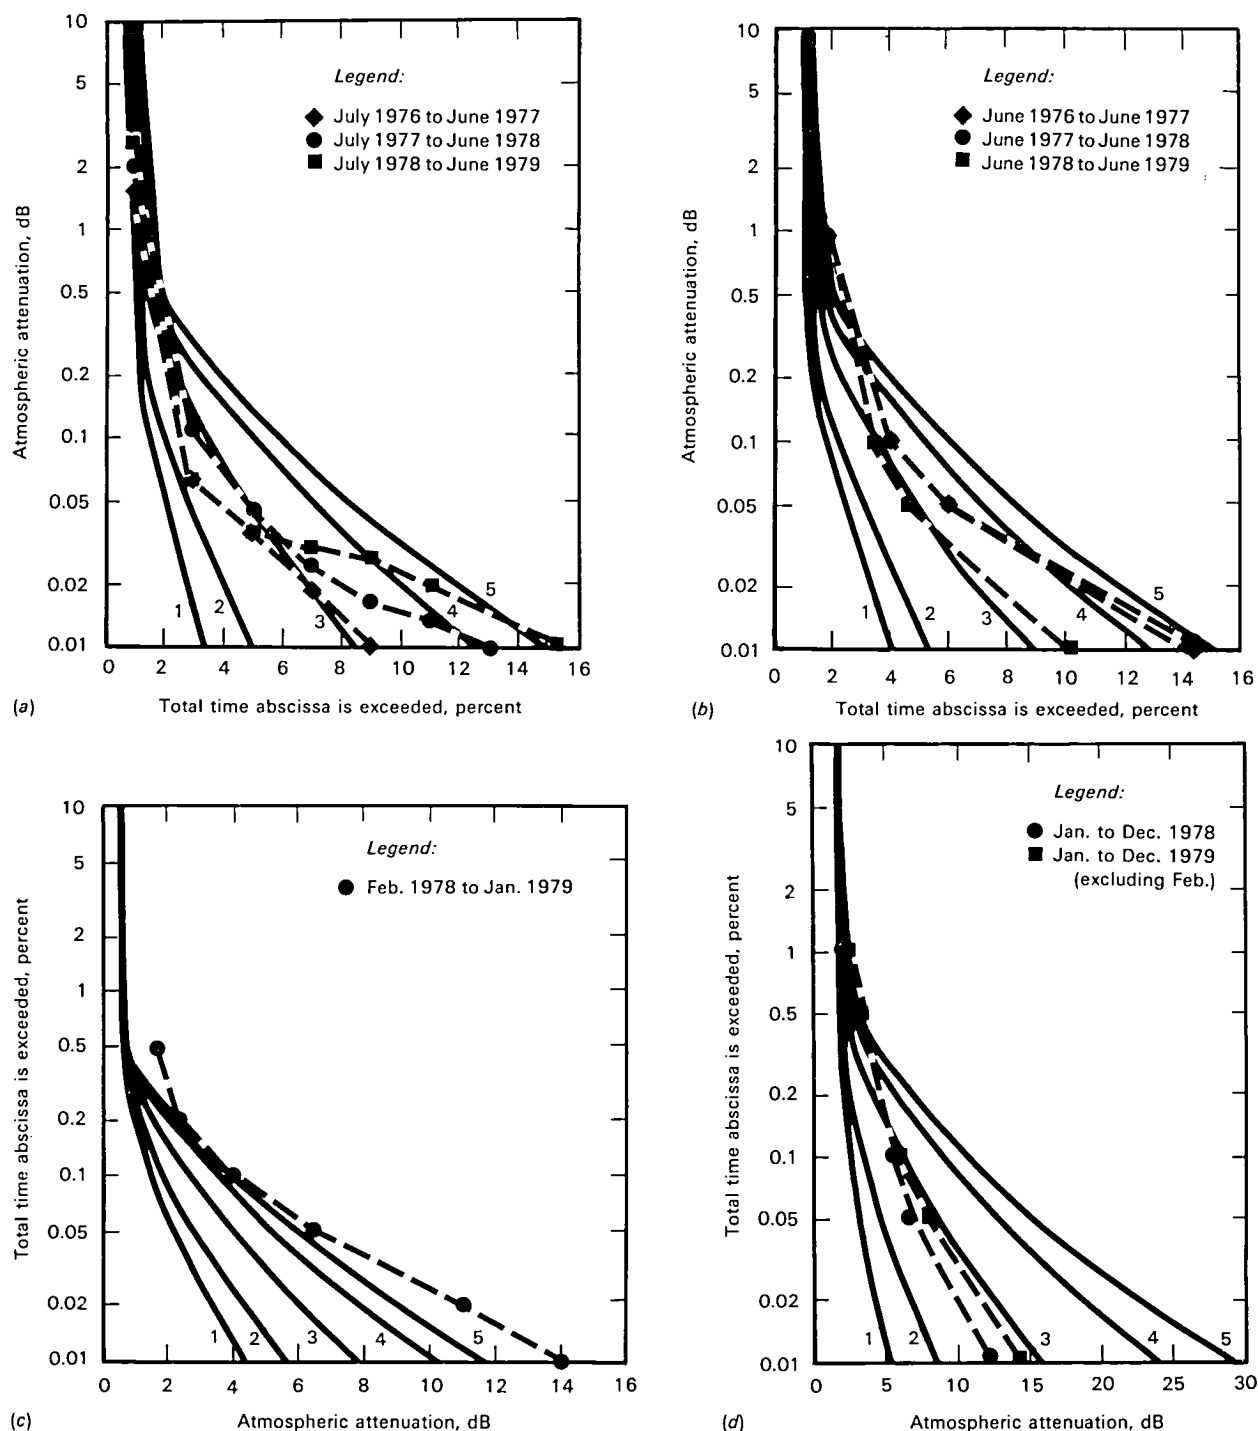 10
5
2
1
0.5
0.2
0.1
0.05
0.02
0.01
Atmospheric attenuation, dB
Legend:
July 1976 to June 1977
July 1977 to June 1978
July 1978 to June 1979
1
2
3
4
5
0 2 4 6 8 10 12 14 16
(a) Total time abscissa is exceeded, percent
10
5
2
1
0.5
0.2
0.1
0.05
0.02
0.01
Atmospheric attenuation, dB
Legend:
June 1976 to June 1977
June 1977 to June 1978
June 1978 to June 1979
1
2
3
4
5
0 2 4 6 8 10 12 14 16
(b) Total time abscissa is exceeded, percent
10
5
2
1
0.5
0.2
0.1
0.05
0.02
0.01
Total time abscissa is exceeded, percent
Legend:
Feb. 1978 to Jan. 1979
1 2 3 4 5
0 2 4 6 8 10 12 14 16
(c) Atmospheric attenuation, dB
10
5
2
1
0.5
0.2
0.1
0.05
0.02
0.01
Total time abscissa is exceeded, percent
Legend:
Jan. to Dec. 1978
Jan. to Dec. 1979
(excluding Feb.)
1 2 3 4 5
0 5 10 15 20 25 30
(d) Atmospheric attenuation, dB